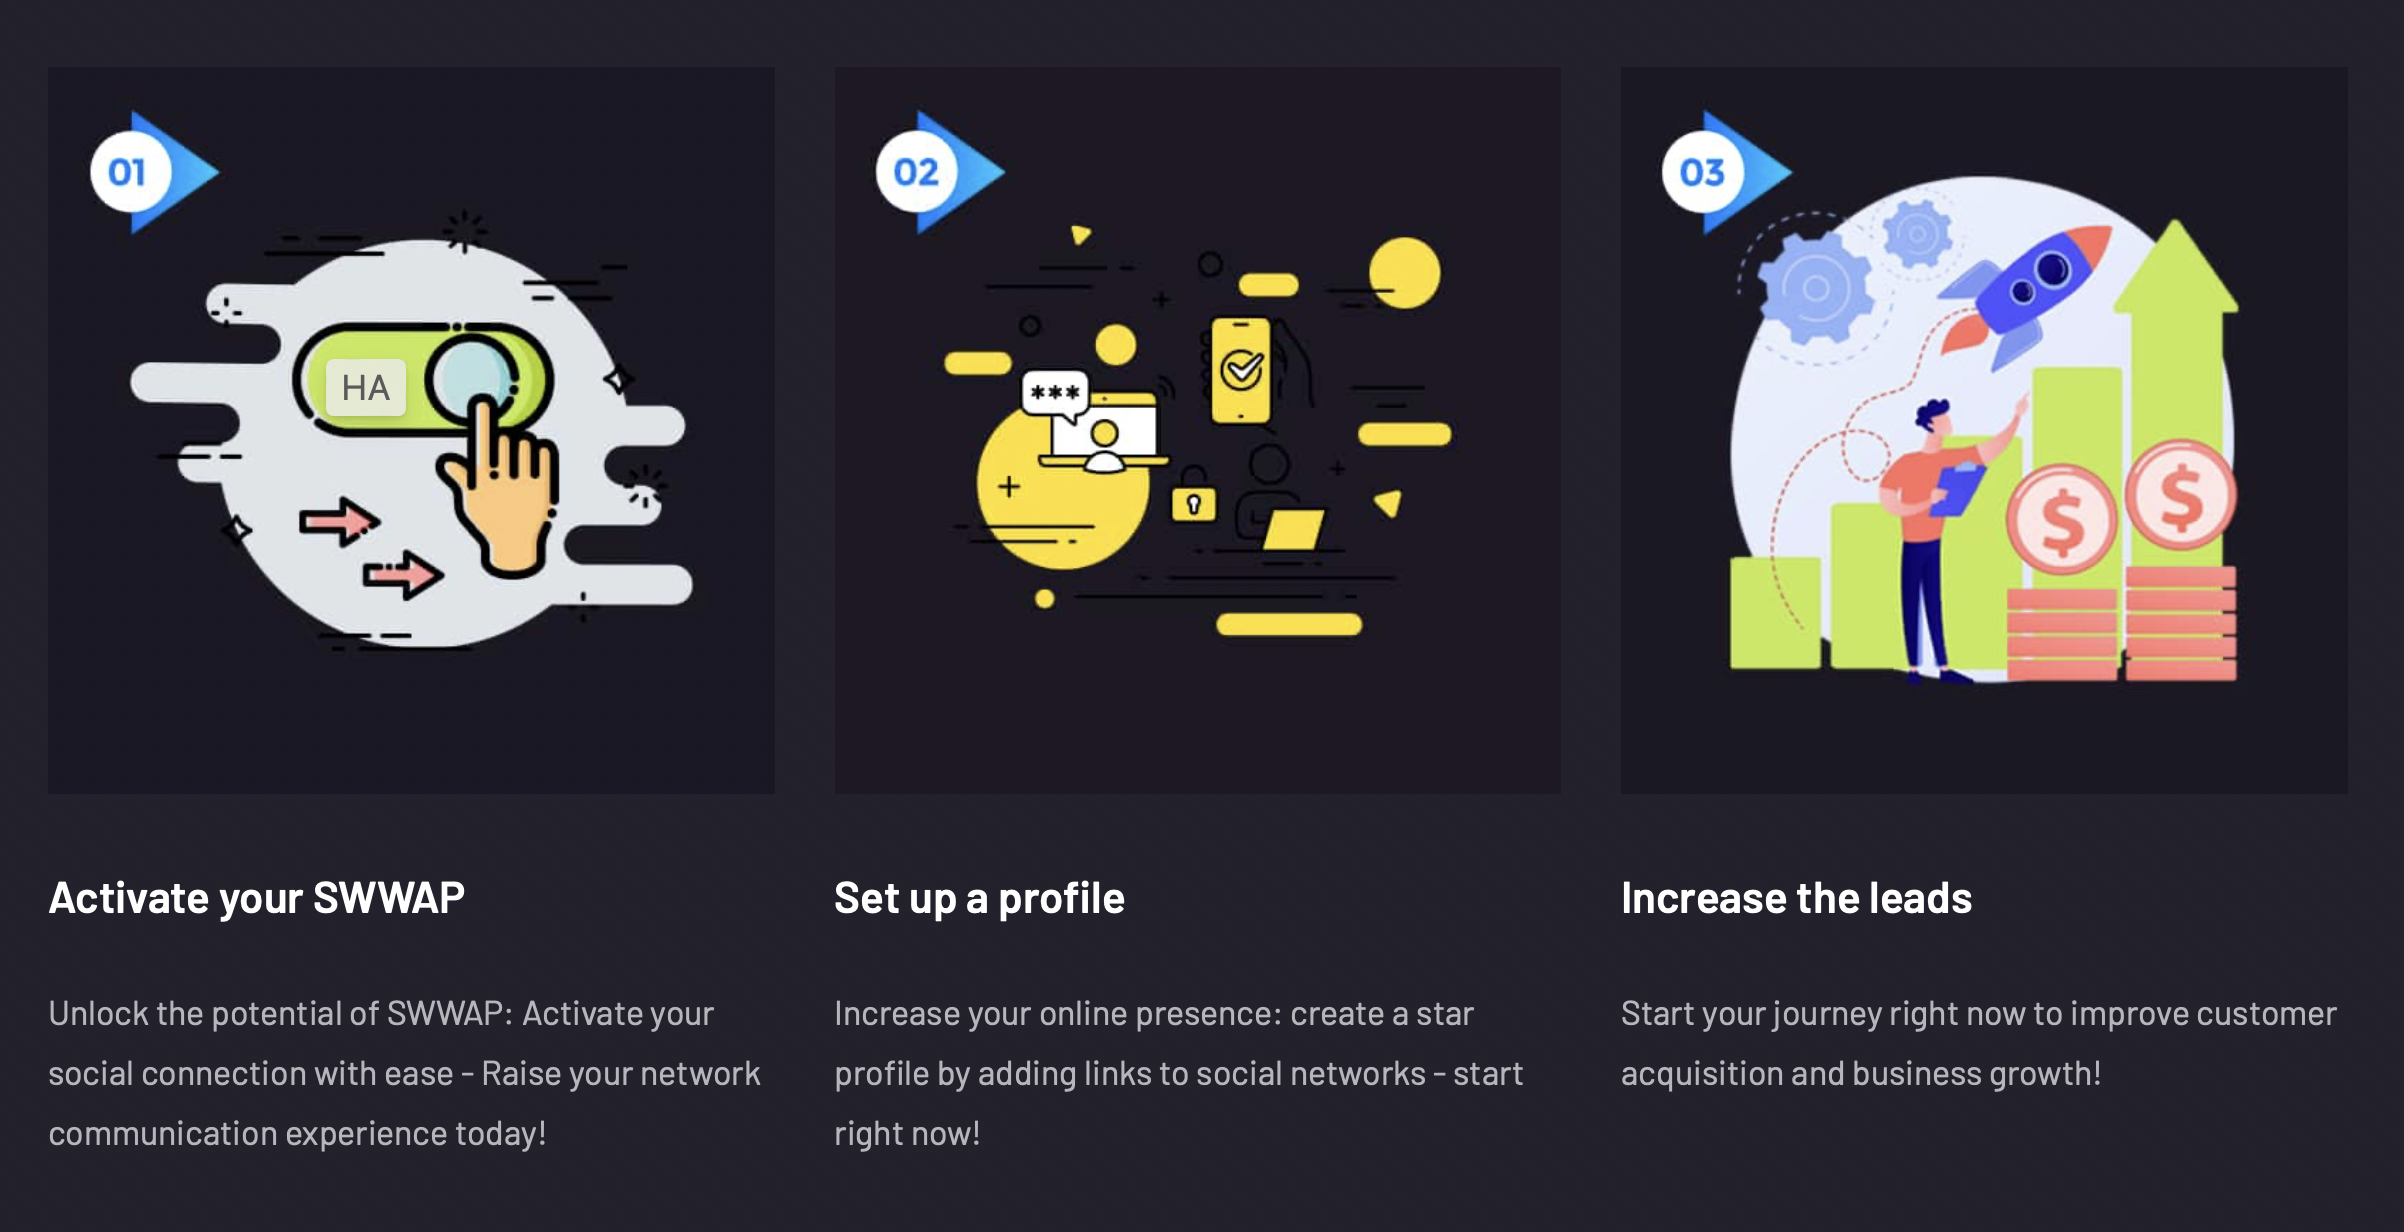 01
02
03
HA
***
$
$
Activate your SWWAP
Unlock the potential of SWWAP: Activate your
social connection with ease - Raise your network
communication experience today!
Set up a profile
Increase your online presence: create a star
profile by adding links to social networks - start
right now!
Increase the leads
Start your journey right now to improve customer
acquisition and business growth!